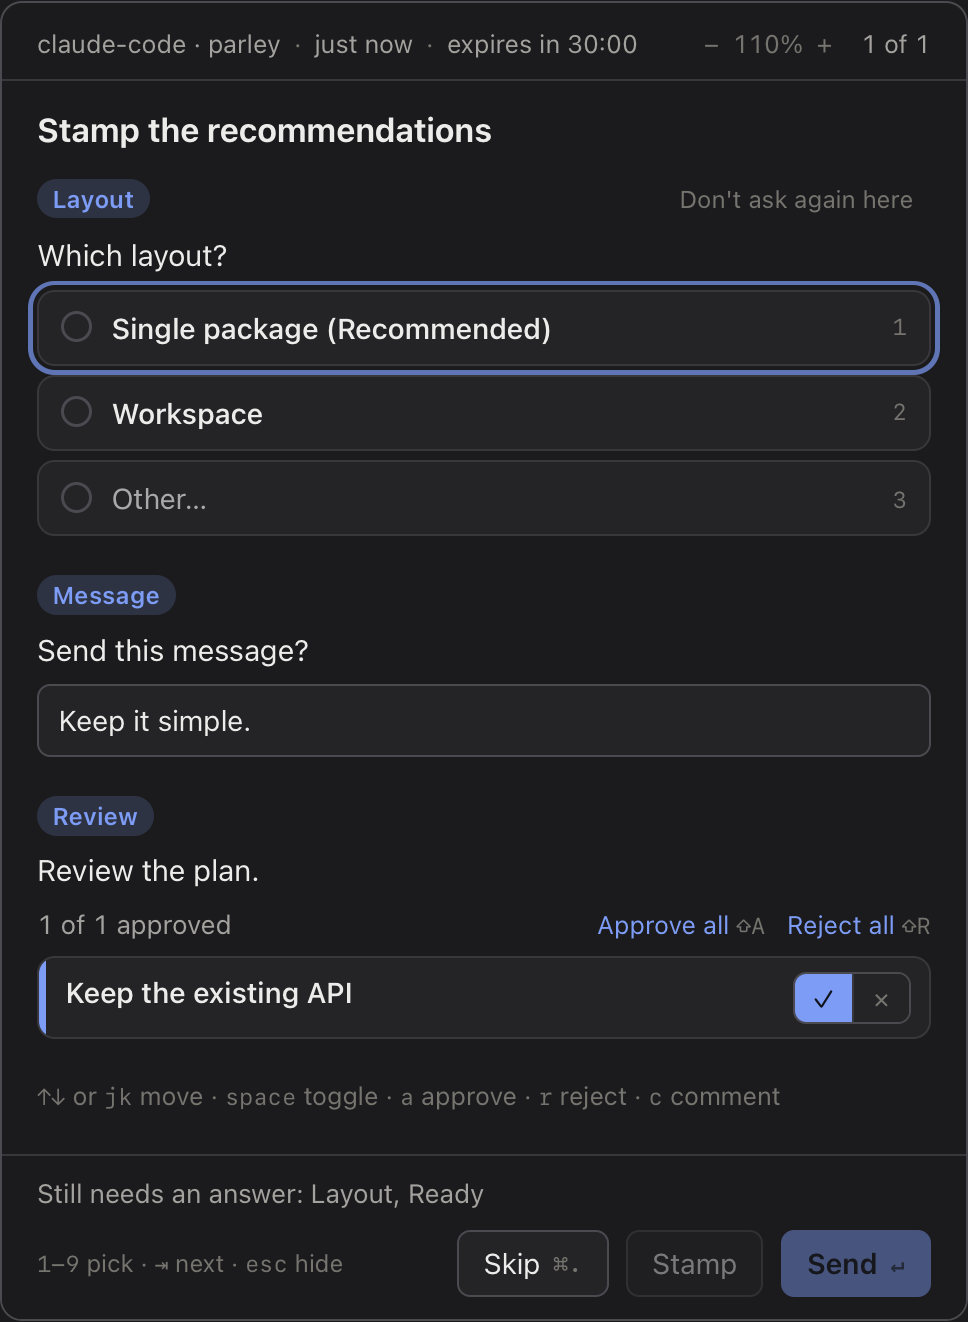 claude-code · parley · just now · expires in 30:00 − 110% + 1 of 1
Stamp the recommendations
Layout Don't ask again here
Which layout?
Single package (Recommended) 1
Workspace 2
Other... 3
Message
Send this message?
Keep it simple.
Review
Review the plan.
1 of 1 approved Approve all ⇧A Reject all ⇧R
Keep the existing API ✓ ×
↑↓ or jk move · space toggle · a approve · r reject · c comment
Still needs an answer: Layout, Ready
1–9 pick · ⇥ next · esc hide Skip ⌘. Stamp Send ↵